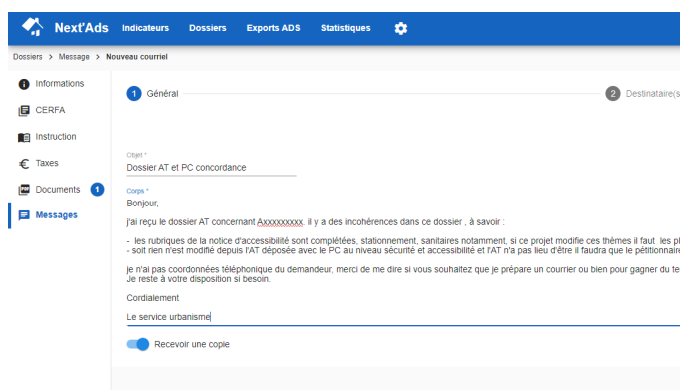 Next'Ads Indicateurs Dossiers Exports ADS Statistiques
Dossiers > Message > Nouveau courriel
Informations
CERFA
Instruction
Taxes
Documents 1
Messages
1 Général
2 Destinataire(s
Objet *
Dossier AT et PC concordance
Corps *
Bonjour,
j'ai reçu le dossier AT concernant Axxxxxxxxx. il y a des incohérences dans ce dossier , à savoir :
- les rubriques de la notice d'accessibilité sont complétées, stationnement, sanitaires notamment, si ce projet modifie ces thèmes il faut les pl
- soit rien n'est modifié depuis l'AT déposée avec le PC au niveau sécurité et accessibilité et l'AT n'a pas lieu d'être il faudra que le pétitionnaire
je n'ai pas coordonnées téléphonique du demandeur, merci de me dire si vous souhaitez que je prépare un courrier ou bien pour gagner du te
Je reste à votre disposition si besoin.
Cordialement
Le service urbanisme
Recevoir une copie